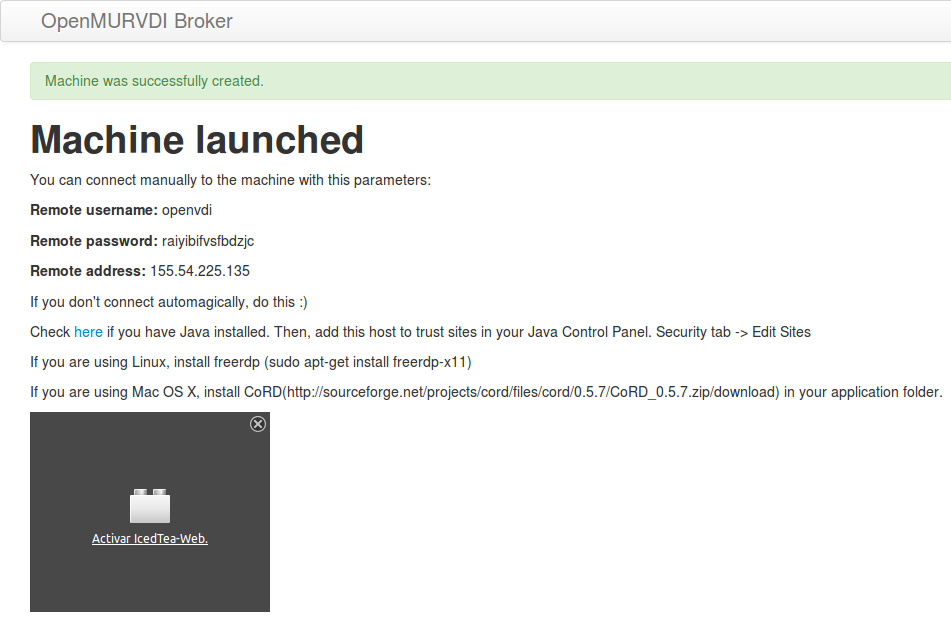 OpenMURVDI Broker
Machine was successfully created.
Machine launched
You can connect manually to the machine with this parameters:
Remote username: openvdi
Remote password: raiyibifvsfbdzjc
Remote address: 155.54.225.135
If you don't connect automagically, do this :)
Check here if you have Java installed. Then, add this host to trust sites in your Java Control Panel. Security tab -> Edit Sites
If you are using Linux, install freerdp (sudo apt-get install freerdp-x11)
If you are using Mac OS X, install CoRD(http://sourceforge.net/projects/cord/files/cord/0.5.7/CoRD_0.5.7.zip/download) in your application folder.
Activar IcedTea-Web.